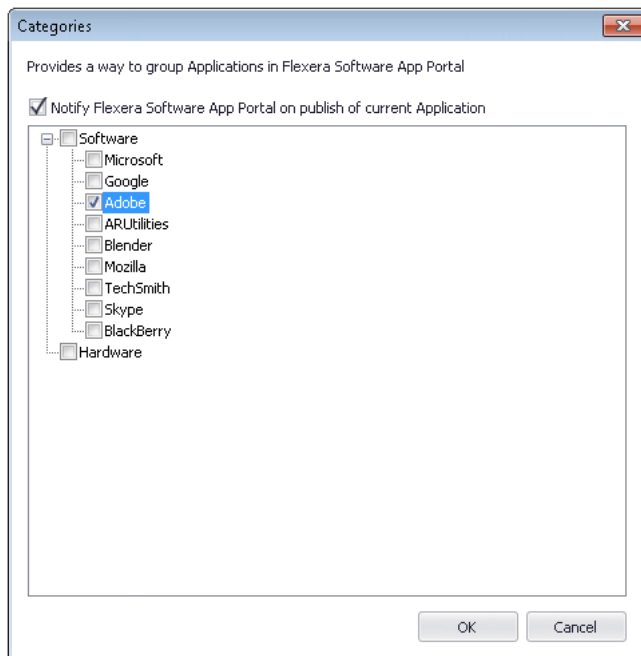 Categories
Provides a way to group Applications in Flexera Software App Portal
Notify Flexera Software App Portal on publish of current Application
Software
Microsoft
Google
Adobe
ARUtilities
Blender
Mozilla
TechSmith
Skype
BlackBerry
Hardware
OK
Cancel